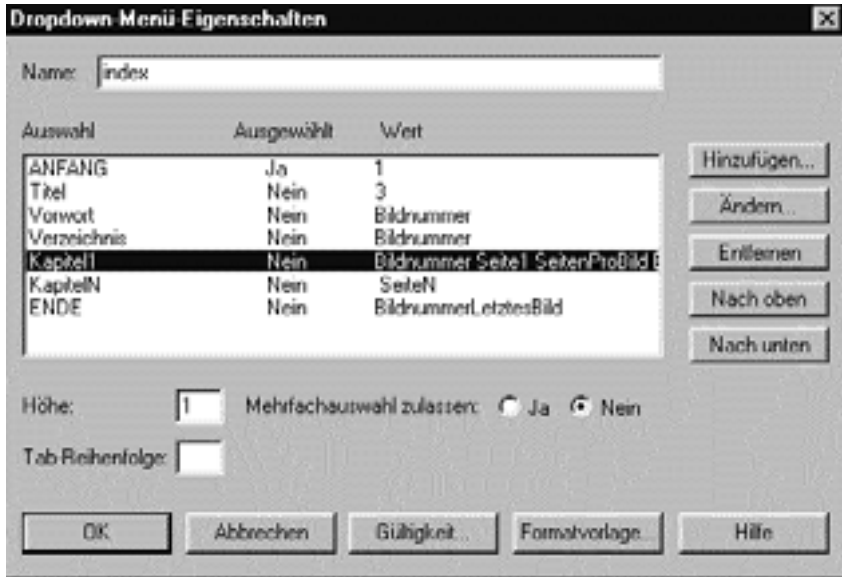 Dropdown-Menü-Eigenschaften
Name: index
Auswahl Ausgewählt Wert
ANFANG Ja 1
Titel Nein 3
Vorwort Nein Bildnummer
Verzeichnis Nein Bildnummer
Kapitel1 Nein Bildnummer Seite1 SeitenProBild
KapitelN Nein SeiteN
ENDE Nein BildnummerLetztesBild
Hinzufügen...
Ändern...
Entfernen
Nach oben
Nach unten
Höhe: 1 Mehrfachauswahl zulassen: Ja Nein
Tab-Reihenfolge:
OK Abbrechen Gültigkeit... Formatvorlage... Hilfe